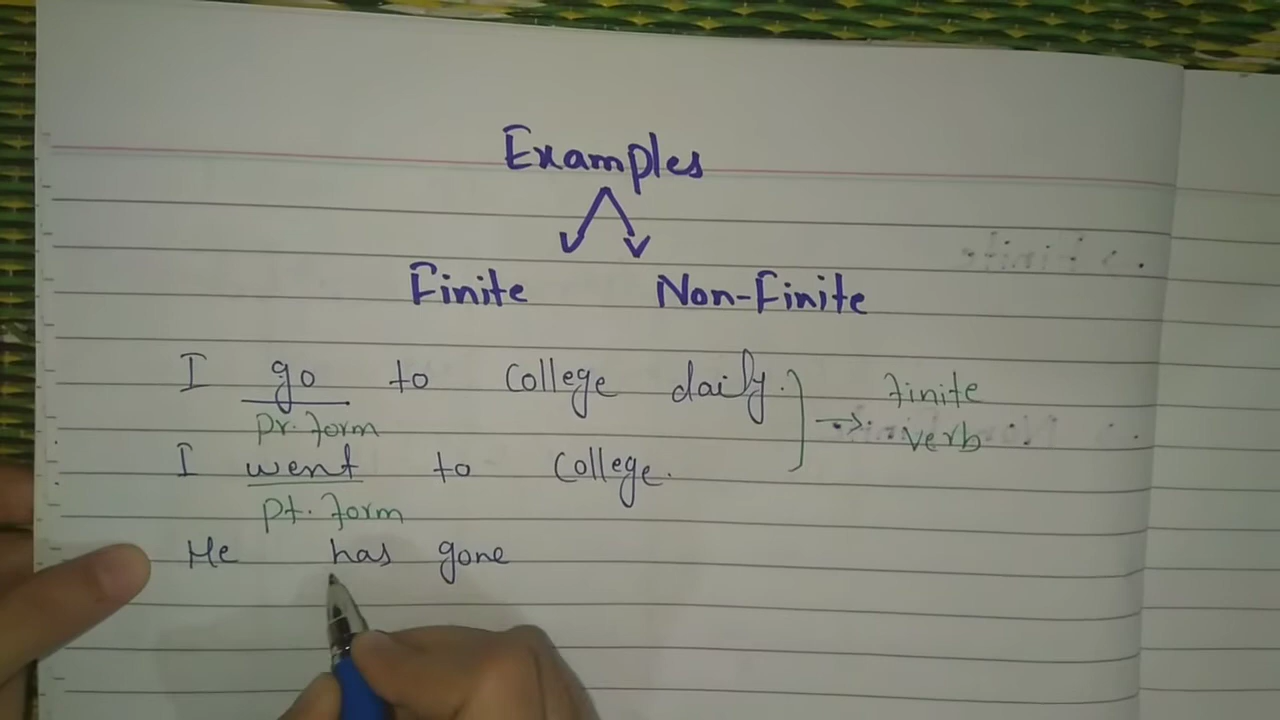 Examples
Finite Non-Finite
I go to College daily.
pr. form
finite
verb
I went to College.
pt. form
He has gone